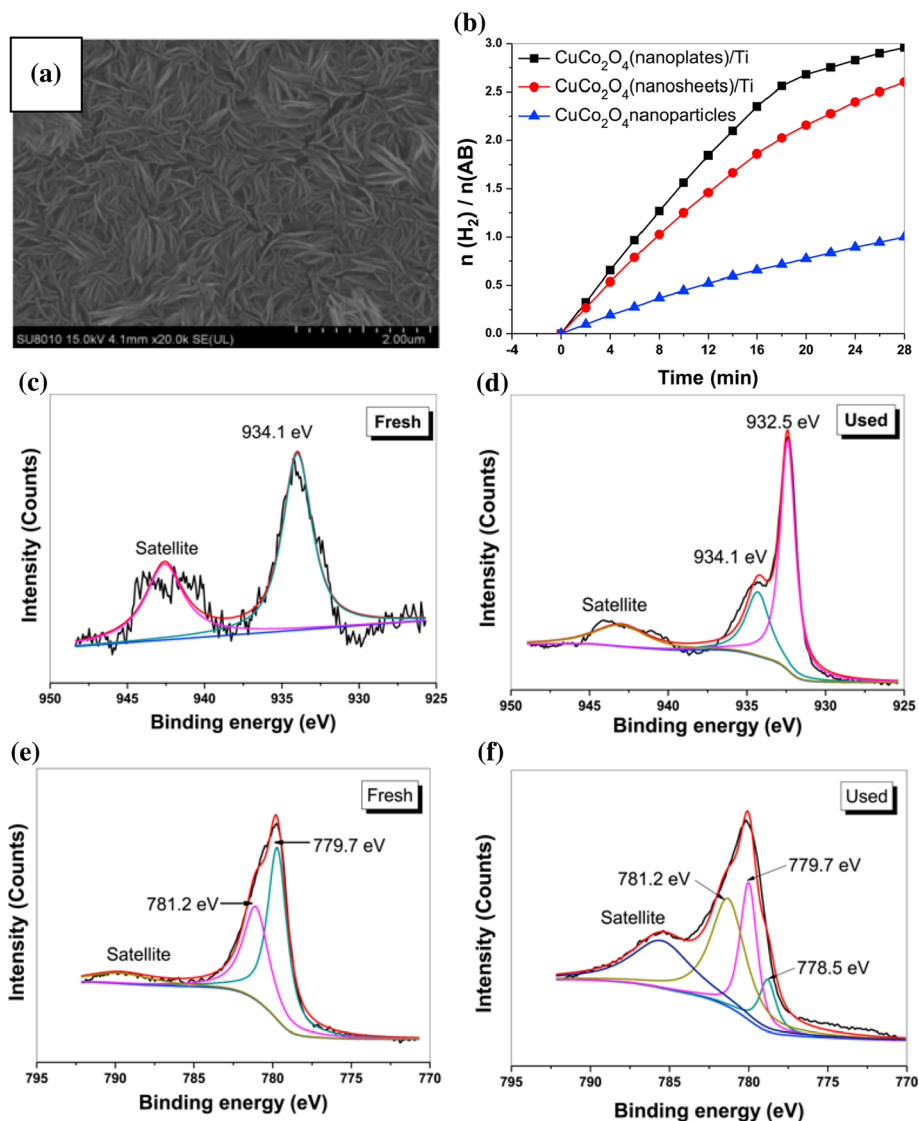 (a)
SU8010 15.0kV 4.1mm x20.0k SE(UL) 2.00um
(b)
n (H2) / n(AB)
3.0
2.5
2.0
1.5
1.0
0.5
0.0
CuCo2O4(nanoplates)/Ti
CuCo2O4(nanosheets)/Ti
CuCo2O4nanoparticles
-4 0 4 8 12 16 20 24 28
Time (min)
(c)
Intensity (Counts)
Fresh
934.1 eV
Satellite
950 945 940 935 930 925
Binding energy (eV)
(d)
Intensity (Counts)
932.5 eV
Used
934.1 eV
Satellite
950 945 940 935 930 925
Binding energy (eV)
(e)
Intensity (Counts)
Fresh
779.7 eV
781.2 eV
Satellite
795 790 785 780 775 770
Binding energy (eV)
(f)
Intensity (Counts)
Used
779.7 eV
781.2 eV
Satellite
778.5 eV
795 790 785 780 775 770
Binding energy (eV)